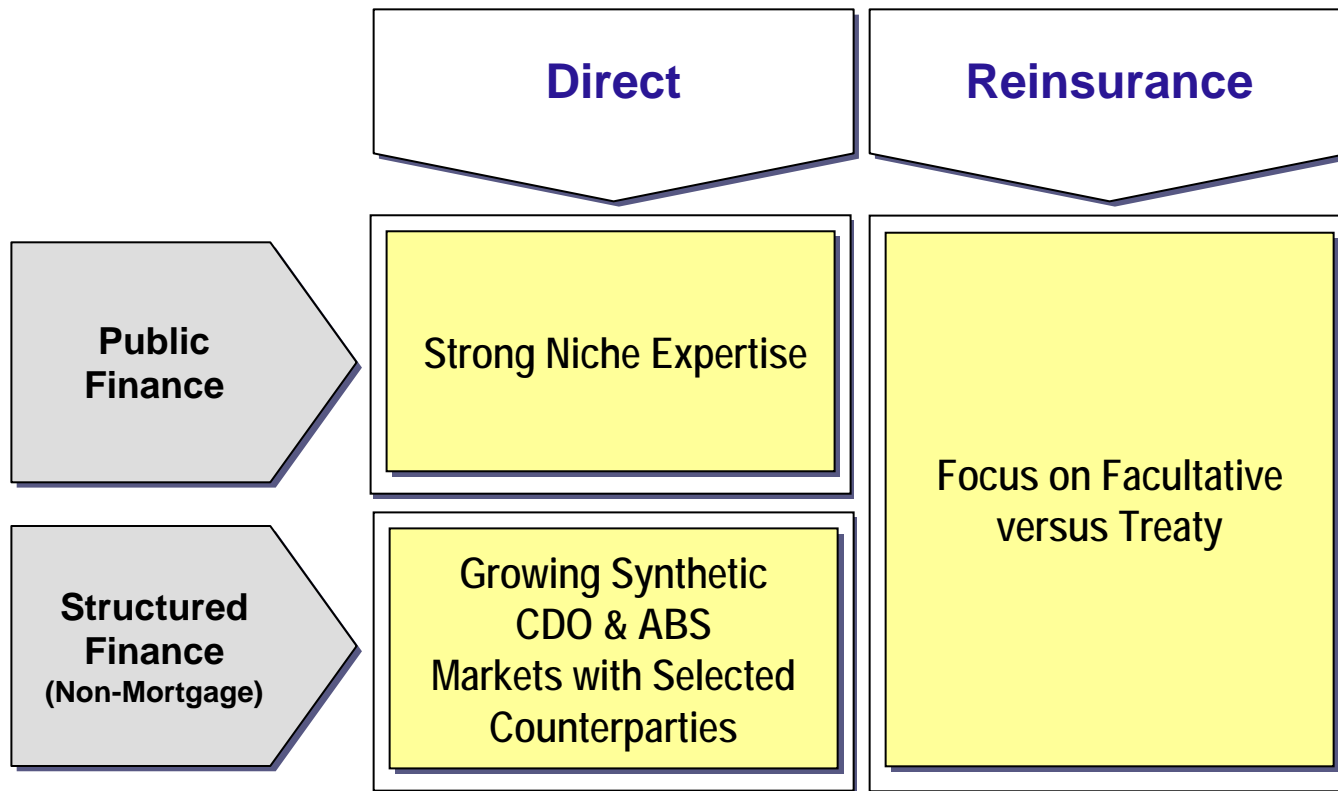 Direct
Reinsurance
Public
Finance
Strong Niche Expertise
Focus on Facultative
versus Treaty
Structured
Finance
(Non-Mortgage)
Growing Synthetic
CDO & ABS
Markets with Selected
Counterparties